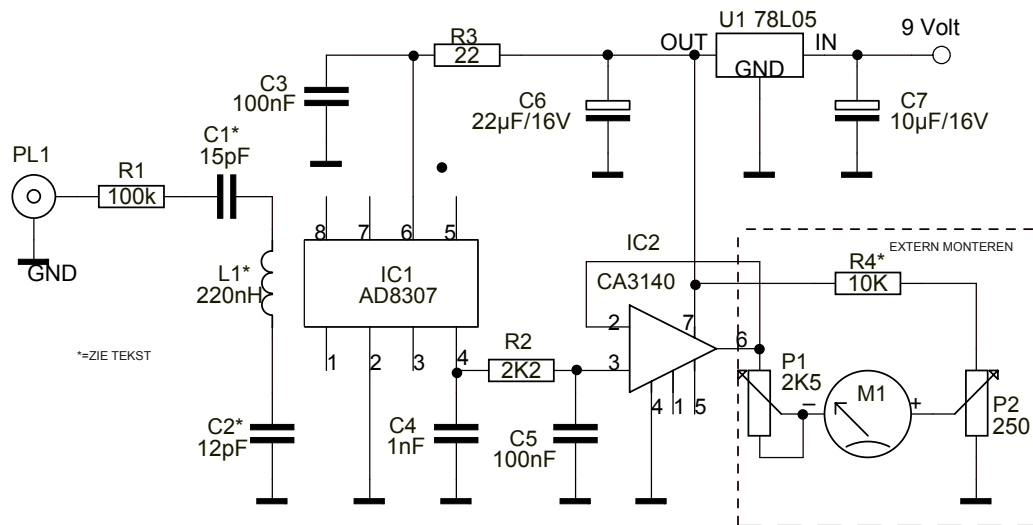 U1 78L05
R3
OUT
IN
9 Volt
22
GND
C3
100nF
C6
22µF/16V
C7
10µF/16V
C1*
15pF
PL1
R1
100k
8
7
6
5
IC2
EXTERN MONTEREN
GND
L1*
220nH
IC1
AD8307
CA3140
R4*
10K
2
7
*=ZIE TEKST
1
2
3
4
R2
2K2
3
6
P1
2K5
M1
–
+
P2
250
4
1
5
C2*
12pF
C4
1nF
C5
100nF